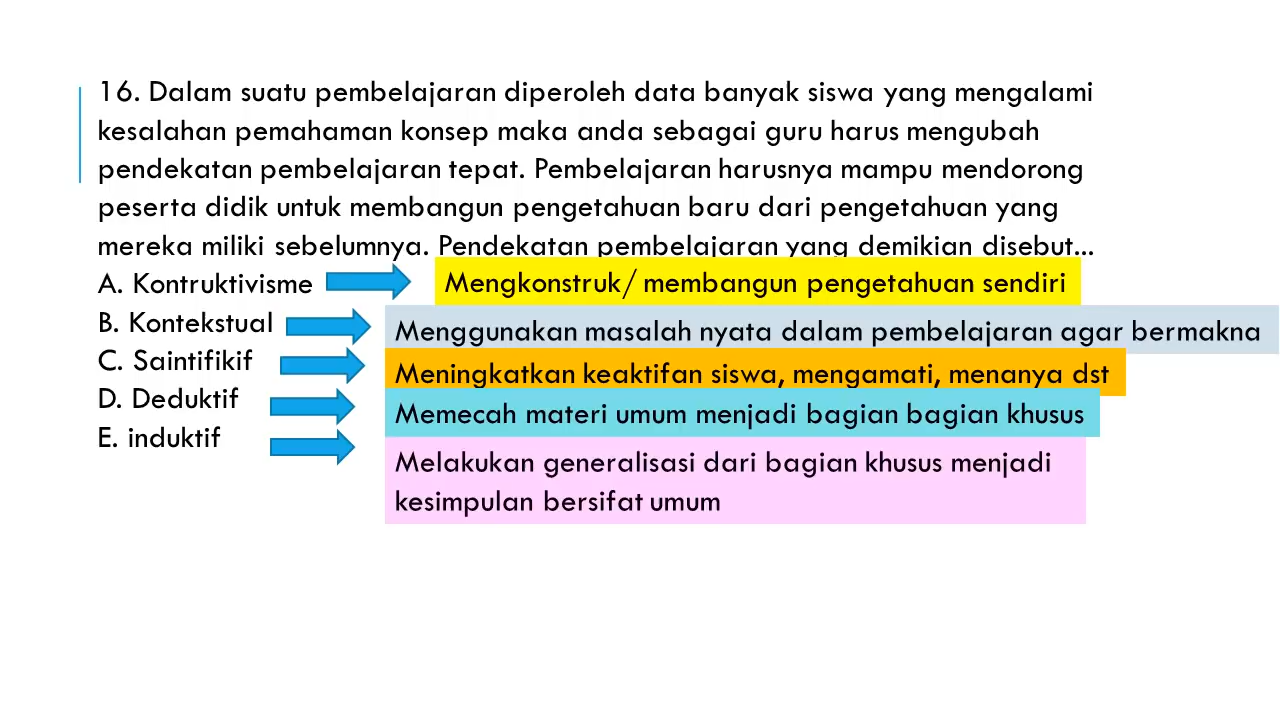 16. Dalam suatu pembelajaran diperoleh data banyak siswa yang mengalami
kesalahan pemahaman konsep maka anda sebagai guru harus mengubah
pendekatan pembelajaran tepat. Pembelajaran harusnya mampu mendorong
peserta didik untuk membangun pengetahuan baru dari pengetahuan yang
mereka miliki sebelumnya. Pendekatan pembelajaran yang demikian disebut...
A. Kontruktivisme
Mengkonstruk/ membangun pengetahuan sendiri
B. Kontekstual
Menggunakan masalah nyata dalam pembelajaran agar bermakna
C. Saintifikif
Meningkatkan keaktifan siswa, mengamati, menanya dst
D. Deduktif
Memecah materi umum menjadi bagian bagian khusus
E. induktif
Melakukan generalisasi dari bagian khusus menjadi
kesimpulan bersifat umum